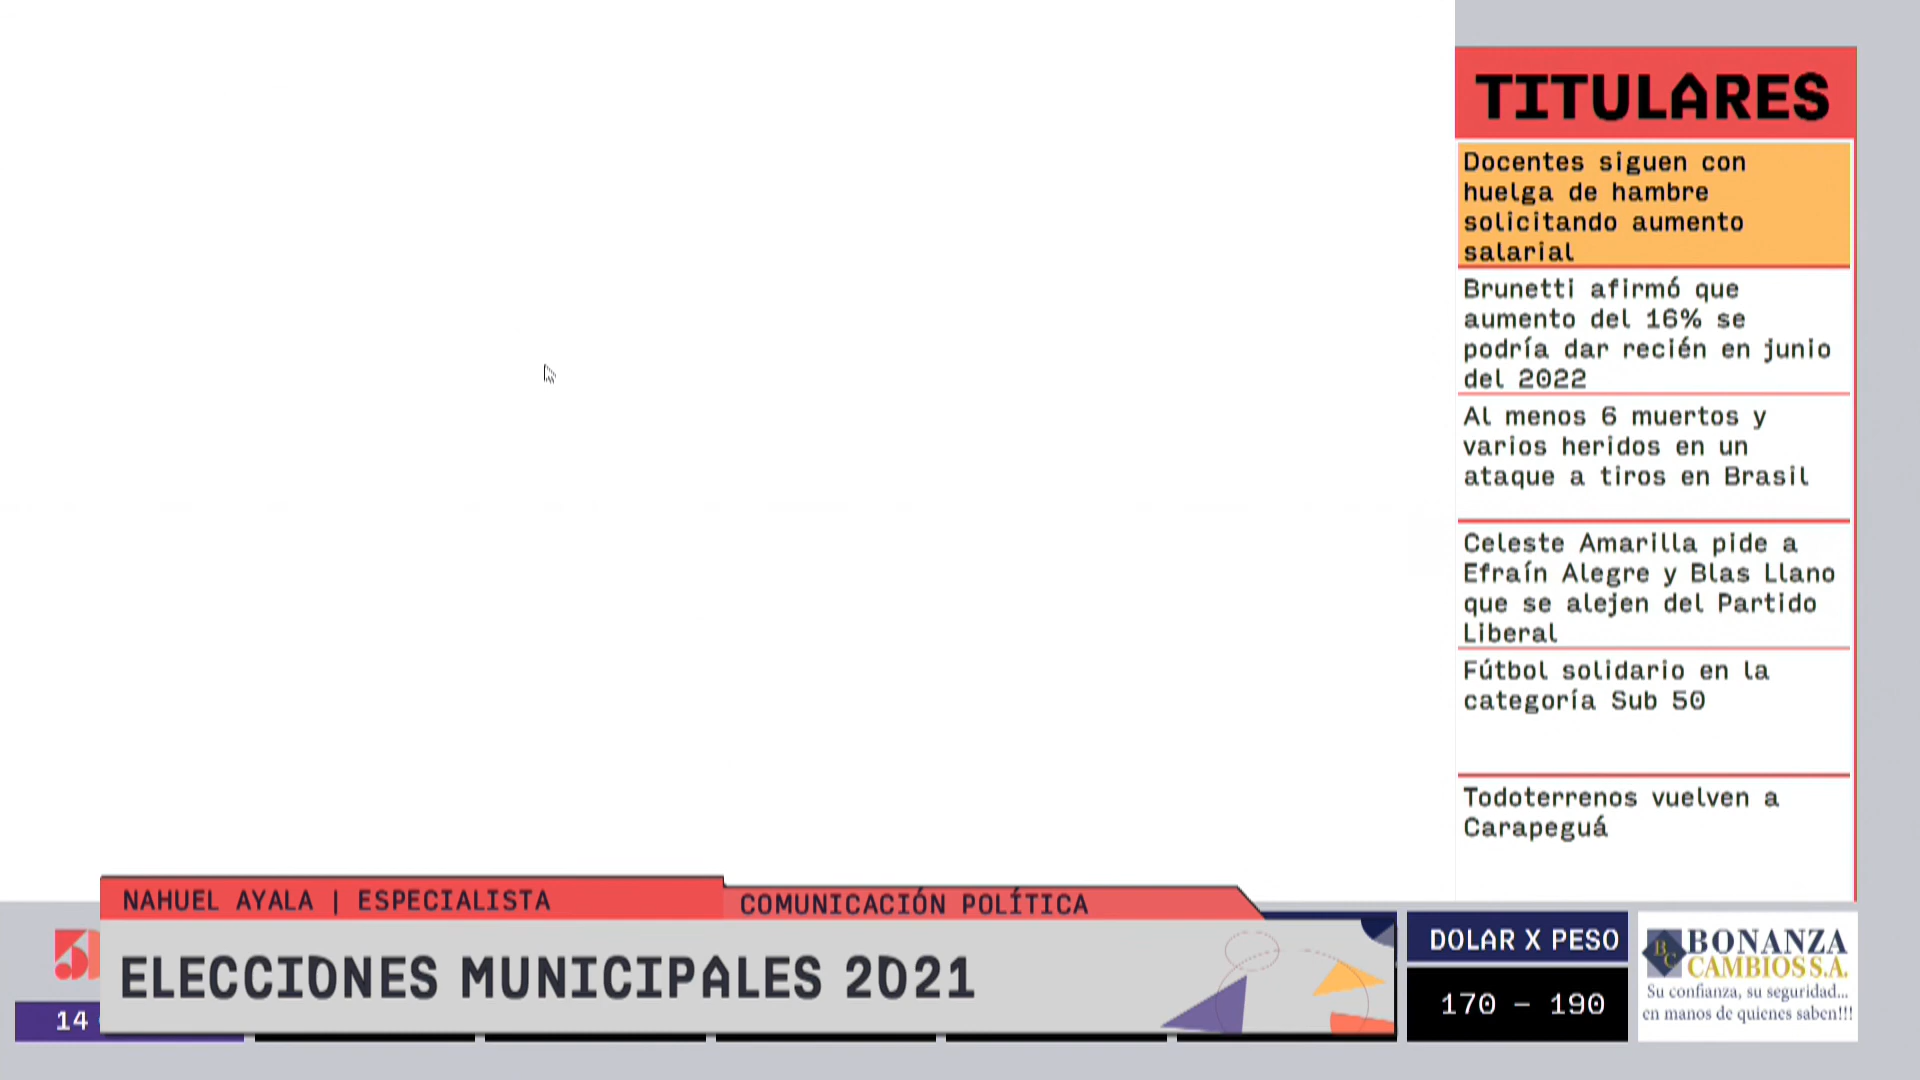 TITULARES
Docentes siguen con
huelga de hambre
solicitando aumento
salarial
Brunetti afirmó que
aumento del 16% se
podría dar recién en junio
del 2022
Al menos 6 muertos y
varios heridos en un
ataque a tiros en Brasil
Celeste Amarilla pide a
Efraín Alegre y Blas Llano
que se alejen del Partido
Liberal
Fútbol solidario en la
categoría Sub 50
Todoterrenos vuelven a
Carapeguá
NAHUEL AYALA | ESPECIALISTA
COMUNICACIÓN POLÍTICA
ELECCIONES MUNICIPALES 2021
14
DOLAR X PESO
170 - 190
BC
BONANZA
CAMBIOS S.A.
Su confianza, su seguridad...
en manos de quienes saben!!!